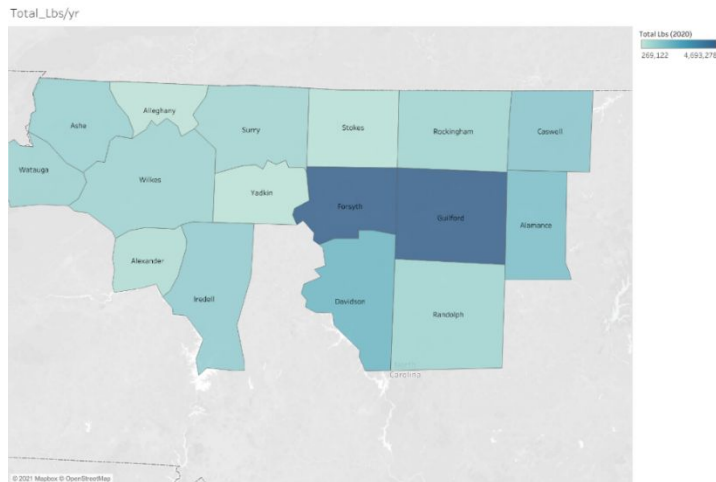 Total_Lbs/yr
Total Lbs (2020)
269,122 4,693,278
Alleghany
Ashe
Surry
Stokes
Rockingham
Caswell
Watauga
Wilkes
Yadkin
Forsyth
Guilford
Alamance
Alexander
Iredell
Davidson
Randolph
Carolina
© 2021 Mapbox © OpenStreetMap